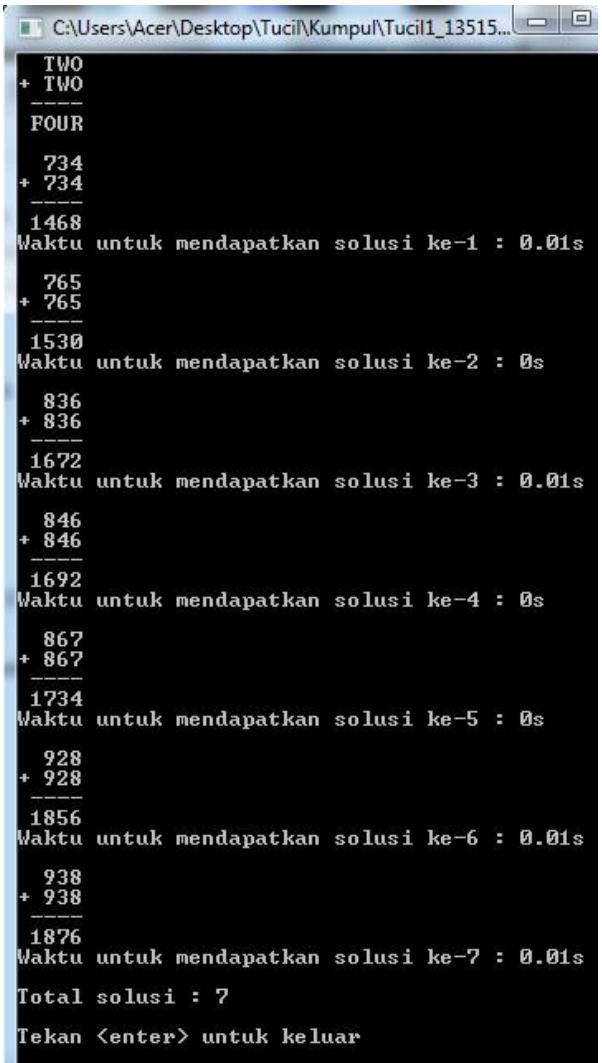 C:\Users\Acer\Desktop\Tucil\Kumpul\Tucil1_13515...
TWO
+ TWO
----
FOUR
734
+ 734
----
1468
Waktu untuk mendapatkan solusi ke-1 : 0.01s
765
+ 765
----
1530
Waktu untuk mendapatkan solusi ke-2 : 0s
836
+ 836
----
1672
Waktu untuk mendapatkan solusi ke-3 : 0.01s
846
+ 846
----
1692
Waktu untuk mendapatkan solusi ke-4 : 0s
867
+ 867
----
1734
Waktu untuk mendapatkan solusi ke-5 : 0s
928
+ 928
----
1856
Waktu untuk mendapatkan solusi ke-6 : 0.01s
938
+ 938
----
1876
Waktu untuk mendapatkan solusi ke-7 : 0.01s
Total solusi : 7
Tekan <enter> untuk keluar